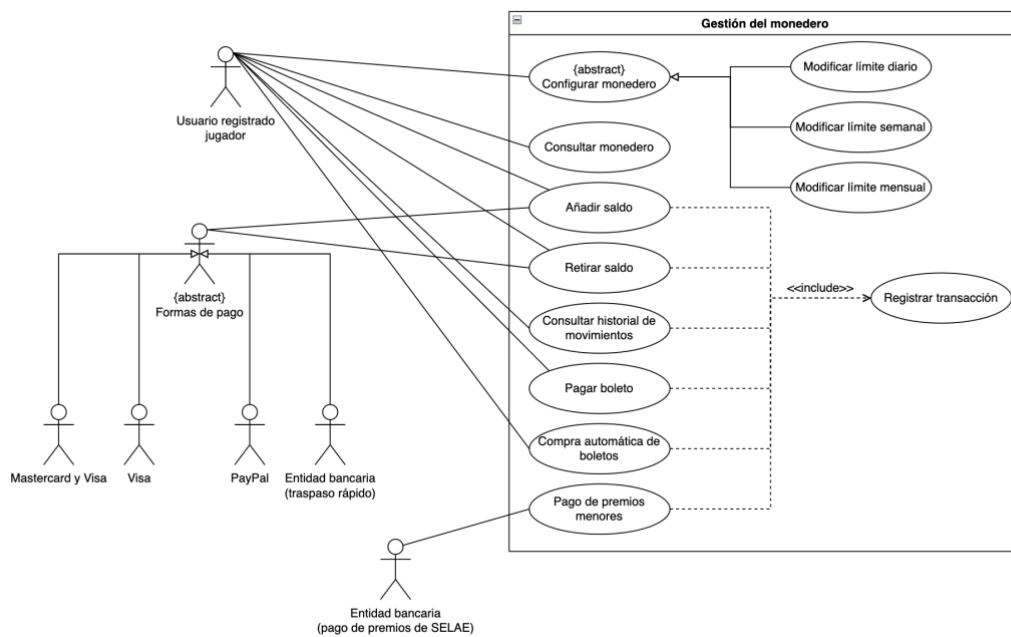 Gestión del monedero
Usuario registrado
jugador
{abstract}
Configurar monedero
Modificar límite diario
Modificar límite semanal
Modificar límite mensual
Consultar monedero
Añadir saldo
Retirar saldo
Consultar historial de
movimientos
Pagar boleto
Compra automática de
boletos
Pago de premios
menores
<<include>>
Registrar transacción
{abstract}
Formas de pago
Mastercard y Visa
Visa
PayPal
Entidad bancaria
(traspaso rápido)
Entidad bancaria
(pago de premios de SELAE)